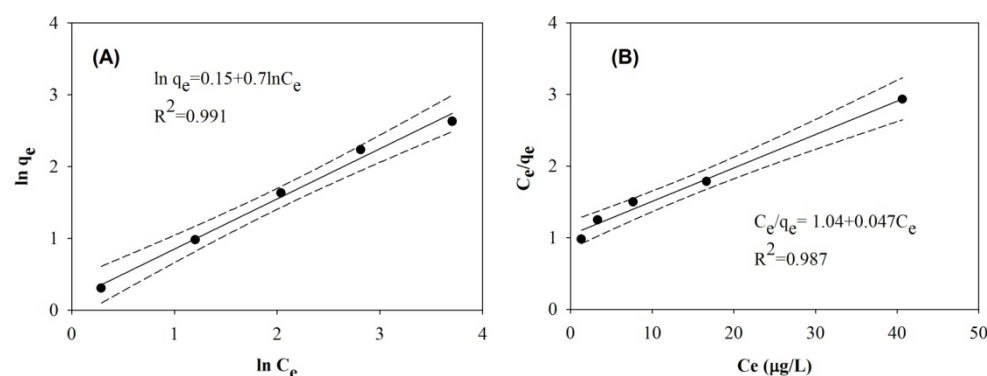 (A)
ln qe=0.15+0.7lnCe
R2=0.991
ln qe
4
3
2
1
0
0 1 2 3 4
ln Ce
(B)
Ce/qe= 1.04+0.047Ce
R2=0.987
Ce/qe
4
3
2
1
0
0 10 20 30 40 50
Ce (µg/L)